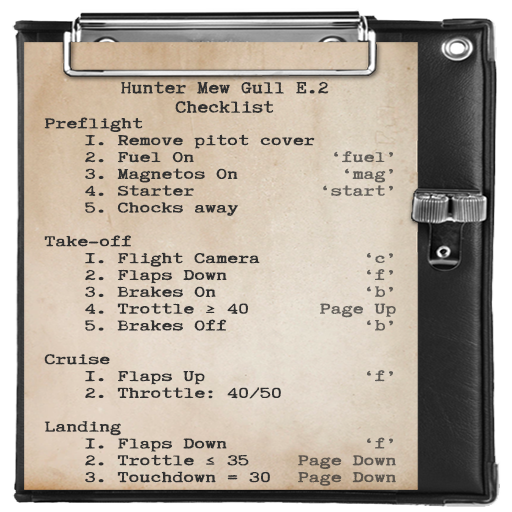 Hunter Mew Gull E.2
Checklist
Preflight
I. Remove pitot cover
2. Fuel On ‘fuel’
3. Magnetos On ‘mag’
4. Starter ‘start’
5. Chocks away
Take-off
I. Flight Camera ‘c’
2. Flaps Down ‘f’
3. Brakes On ‘b’
4. Trottle ≥ 40 Page Up
5. Brakes Off ‘b’
Cruise
I. Flaps Up ‘f’
2. Throttle: 40/50
Landing
I. Flaps Down ‘f’
2. Trottle ≤ 35 Page Down
3. Touchdown = 30 Page Down